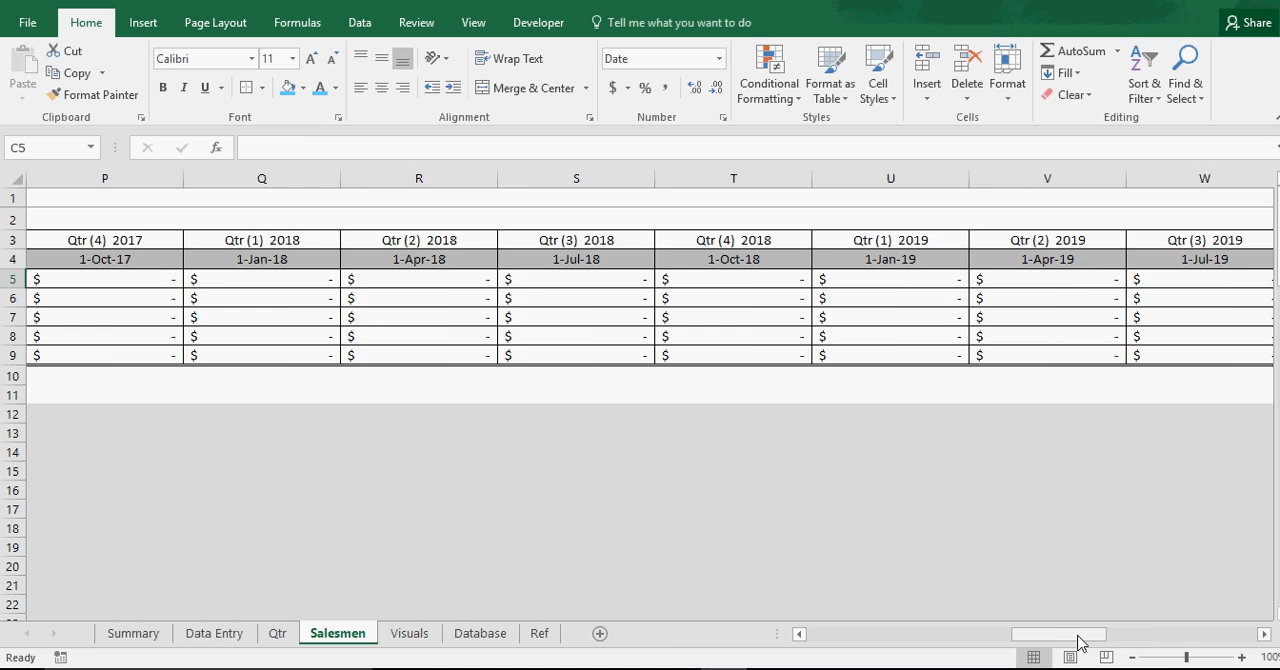 File Home Insert Page Layout Formulas Data Review View Developer Tell me what you want to do Share
Paste Cut Copy Format Painter Clipboard
Calibri 11 A A B I U A Font
Wrap Text Merge & Center Alignment
Date $ % , Number
Conditional Formatting Format as Table Cell Styles Styles
Insert Delete Format Cells
AutoSum Fill Clear Sort & Filter Find & Select Editing
C5 fx
P Q R S T U V W
1
2
3 Qtr (4) 2017 Qtr (1) 2018 Qtr (2) 2018 Qtr (3) 2018 Qtr (4) 2018 Qtr (1) 2019 Qtr (2) 2019 Qtr (3) 2019
4 1-Oct-17 1-Jan-18 1-Apr-18 1-Jul-18 1-Oct-18 1-Jan-19 1-Apr-19 1-Jul-19
5 $ - $ - $ - $ - $ - $ - $ - $ -
6 $ - $ - $ - $ - $ - $ - $ - $ -
7 $ - $ - $ - $ - $ - $ - $ - $ -
8 $ - $ - $ - $ - $ - $ - $ - $ -
9 $ - $ - $ - $ - $ - $ - $ - $ -
10
11
12
13
14
15
16
17
18
19
20
21
22
Summary Data Entry Qtr Salesmen Visuals Database Ref
Ready - + 100